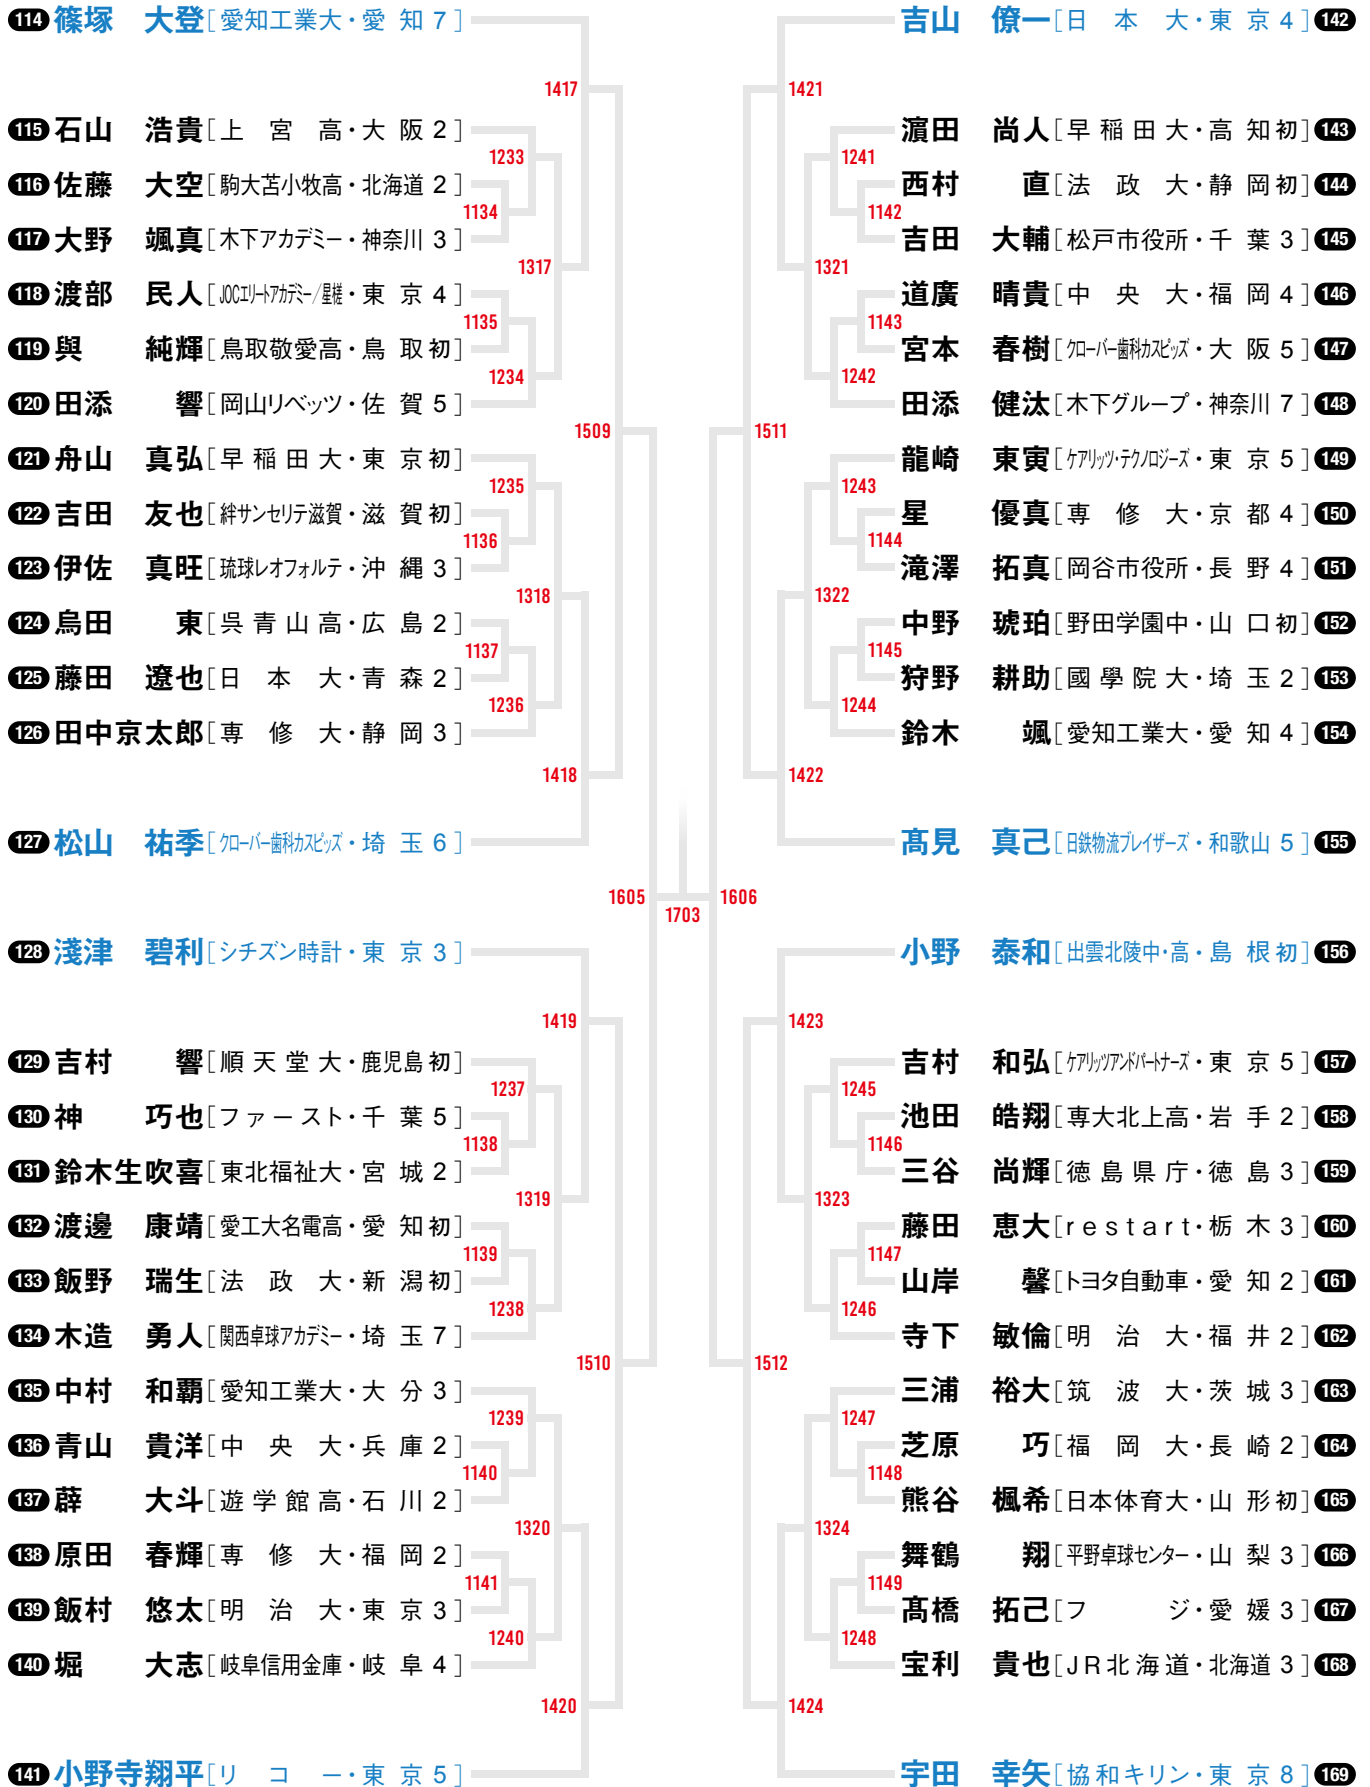 114 篠塚 大登[愛知工業大・愛知 7]
1417
115 石山 浩貴[上宮高・大阪 2]
1233
116 佐藤 大空[駒大苫小牧高・北海道 2]
1134
117 大野 颯真[木下アカデミー・神奈川 3]
1317
118 渡部 民人[JOCエリートアカデミー/星槎・東京 4]
1135
119 與 純輝[鳥取敬愛高・鳥取初]
1234
120 田添 響[岡山リベッツ・佐賀 5]
1509
121 舟山 真弘[早稲田大・東京初]
1235
122 吉田 友也[絆サンセリテ滋賀・滋賀初]
1136
123 伊佐 真旺[琉球レオフォルテ・沖縄 3]
1318
124 烏田 東[呉青山高・広島 2]
1137
125 藤田 遼也[日本大・青森 2]
1236
126 田中京太郎[専修大・静岡 3]
1418
127 松山 祐季[クローバー歯科カスピッズ・埼玉 6]
1605
1703
128 淺津 碧利[シチズン時計・東京 3]
1419
129 吉村 響[順天堂大・鹿児島初]
1237
130 神 巧也[ファースト・千葉 5]
1138
131 鈴木生吹喜[東北福祉大・宮城 2]
1319
132 渡邊 康靖[愛工大名電高・愛知初]
1139
133 飯野 瑞生[法政大・新潟初]
1238
134 木造 勇人[関西卓球アカデミー・埼玉 7]
1510
135 中村 和覇[愛知工業大・大分 3]
1239
136 青山 貴洋[中央大・兵庫 2]
1140
137 薜 大斗[遊学館高・石川 2]
1320
138 原田 春輝[専修大・福岡 2]
1141
139 飯村 悠太[明治大・東京 3]
1240
140 堀 大志[岐阜信用金庫・岐阜 4]
1420
141 小野寺翔平[リコー・東京 5]
吉山 僚一[日本大・東京 4] 142
1421
濵田 尚人[早稲田大・高知初] 143
1241
西村 直[法政大・静岡初] 144
1142
吉田 大輔[松戸市役所・千葉 3] 145
1321
道廣 晴貴[中央大・福岡 4] 146
1143
宮本 春樹[クローバー歯科カスピッズ・大阪 5] 147
1242
田添 健汰[木下グループ・神奈川 7] 148
1511
龍崎 東寅[ケアリッツ・テクノロジーズ・東京 5] 149
1243
星 優真[専修大・京都 4] 150
1144
滝澤 拓真[岡谷市役所・長野 4] 151
1322
中野 琥珀[野田学園中・山口初] 152
1145
狩野 耕助[國學院大・埼玉 2] 153
1244
鈴木 颯[愛知工業大・愛知 4] 154
1422
髙見 真己[日鉄物流ブレイザーズ・和歌山 5] 155
1606
小野 泰和[出雲北陵中・高・島根初] 156
1423
吉村 和弘[ケアリッツアンドパートナーズ・東京 5] 157
1245
池田 皓翔[専大北上高・岩手 2] 158
1146
三谷 尚輝[徳島県庁・徳島 3] 159
1323
藤田 恵大[restart・栃木 3] 160
1147
山岸 馨[トヨタ自動車・愛知 2] 161
1246
寺下 敏倫[明治大・福井 2] 162
1512
三浦 裕大[筑波大・茨城 3] 163
1247
芝原 巧[福岡大・長崎 2] 164
1148
熊谷 楓希[日本体育大・山形初] 165
1324
舞鶴 翔[平野卓球センター・山梨 3] 166
1149
髙橋 拓己[フジ・愛媛 3] 167
1248
宝利 貴也[JR北海道・北海道 3] 168
1424
宇田 幸矢[協和キリン・東京 8] 169